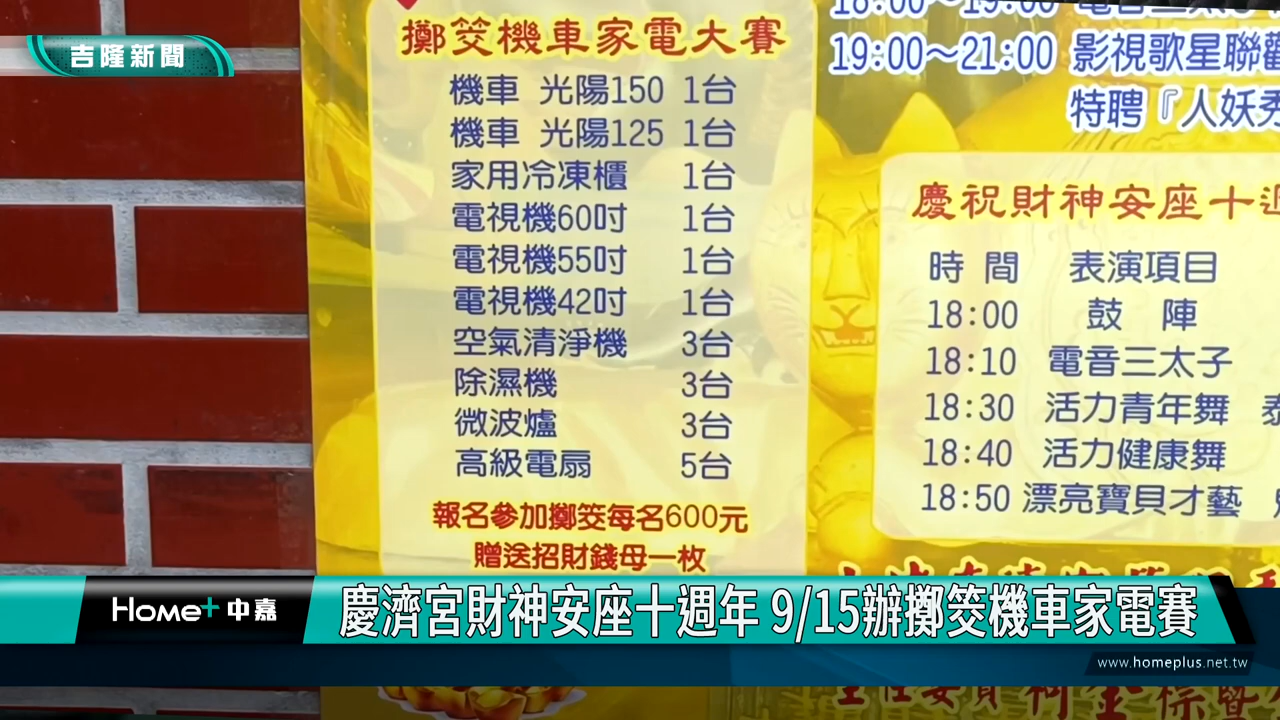 吉隆新聞
擲筊機車家電大賽
機車 光陽150 1台
機車 光陽125 1台
家用冷凍櫃 1台
電視機60吋 1台
電視機55吋 1台
電視機42吋 1台
空氣清淨機 3台
除濕機 3台
微波爐 3台
高級電扇 5台
報名參加擲筊每名600元
贈送招財錢母一枚
18:00～19:00 電音三太子
19:00～21:00 影視歌星聯歡
特聘『人妖秀
慶祝財神安座十週
時間 表演項目
18:00 鼓陣
18:10 電音三太子
18:30 活力青年舞
18:40 活力健康舞
18:50 漂亮寶貝才藝
Home+中嘉
慶濟宮財神安座十週年 9/15辦擲筊機車家電賽
www.homeplus.net.tw